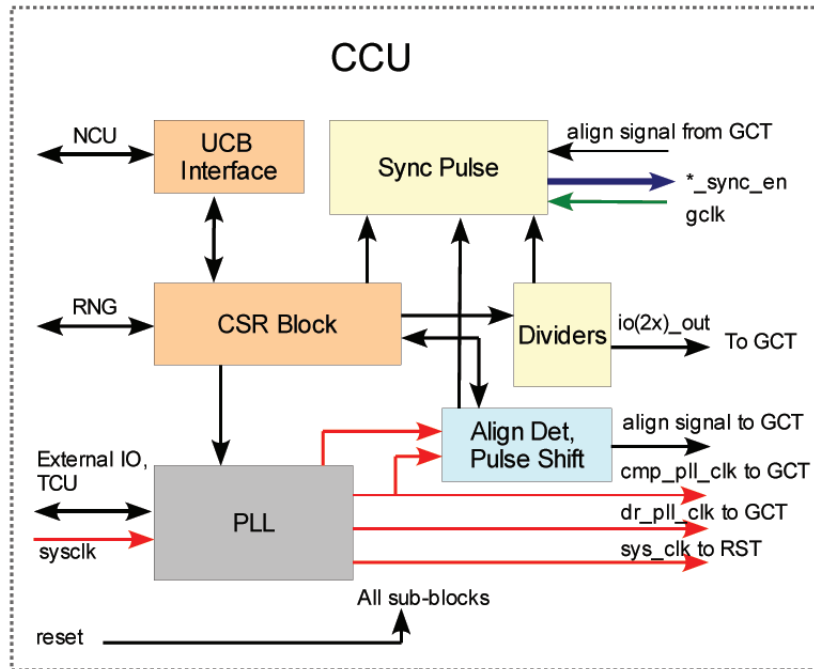 CCU
NCU
UCB
Interface
Sync Pulse
align signal from GCT
*_sync_en
gclk
RNG
CSR Block
Dividers
io(2x)_out
To GCT
Align Det,
Pulse Shift
align signal to GCT
External IO,
TCU
PLL
cmp_pll_clk to GCT
dr_pll_clk to GCT
sysclk
sys_clk to RST
All sub-blocks
reset